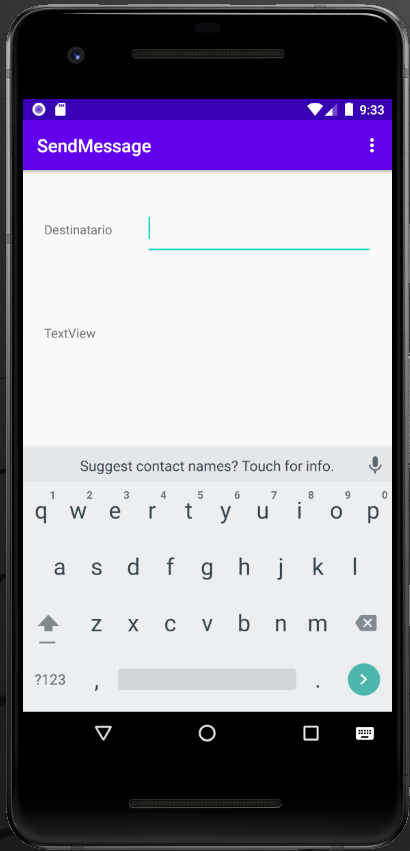 9:33
SendMessage
Destinatario
TextView
Suggest contact names? Touch for info.
1 2 3 4 5 6 7 8 9 0
q w e r t y u i o p
a s d f g h j k l
z x c v b n m
?123 , .